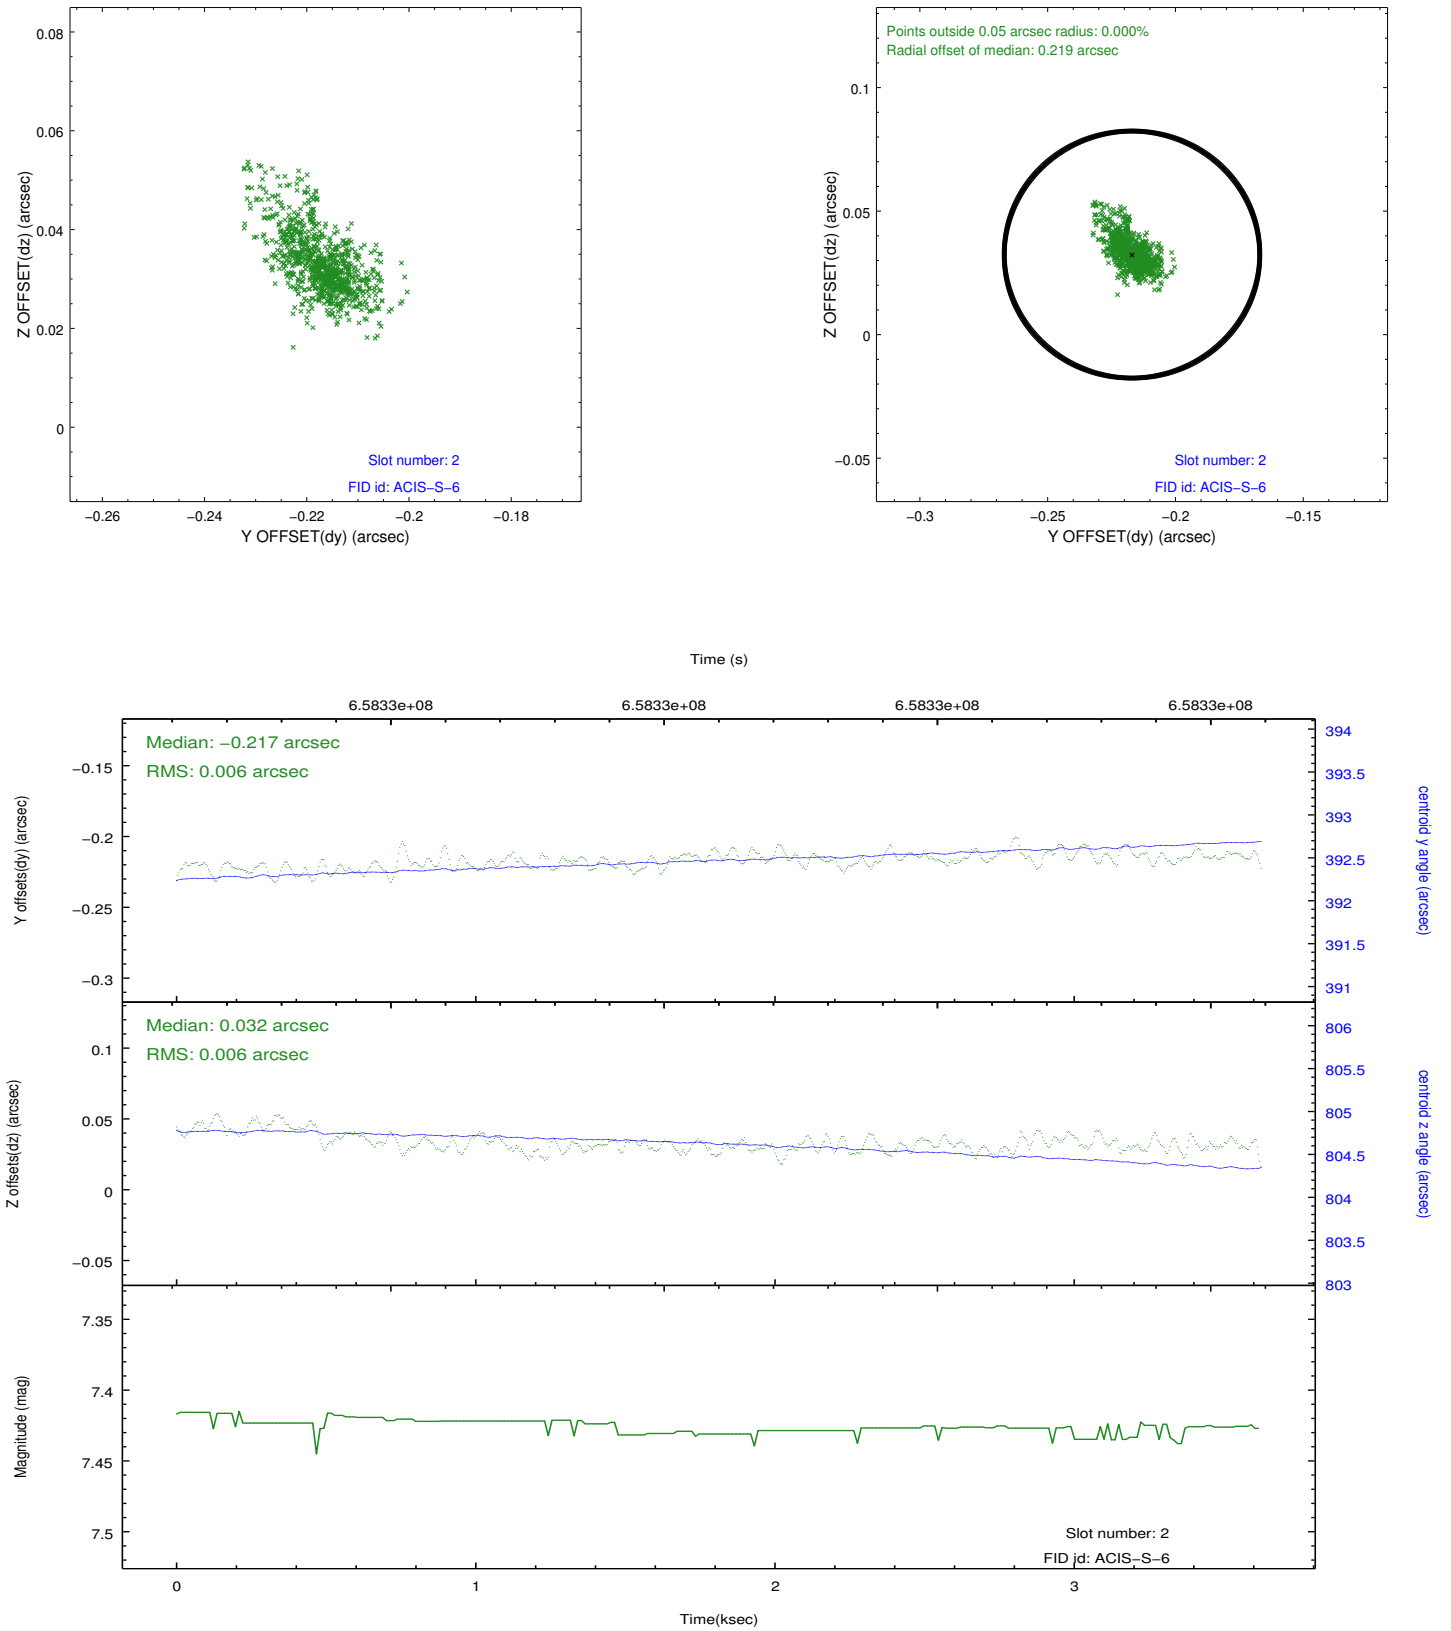 0.08
0.06
0.04
0.02
0
Z OFFSET(dz) (arcsec)
Slot number: 2
FID id: ACIS−S−6
−0.26 −0.24 −0.22 −0.2 −0.18
Y OFFSET(dy) (arcsec)
Points outside 0.05 arcsec radius: 0.000%
Radial offset of median: 0.219 arcsec
0.1
0.05
0
−0.05
Z OFFSET(dz) (arcsec)
Slot number: 2
FID id: ACIS−S−6
−0.3 −0.25 −0.2 −0.15
Y OFFSET(dy) (arcsec)
Time (s)
6.5833e+08 6.5833e+08 6.5833e+08 6.5833e+08
Median: −0.217 arcsec
RMS: 0.006 arcsec
−0.15
−0.2
−0.25
−0.3
Y offsets(dy) (arcsec)
394
393.5
393
392.5
392
391.5
391
centroid y angle (arcsec)
Median: 0.032 arcsec
RMS: 0.006 arcsec
0.1
0.05
0
−0.05
Z offsets(dz) (arcsec)
806
805.5
805
804.5
804
803.5
803
centroid z angle (arcsec)
7.35
7.4
7.45
7.5
Magnitude (mag)
Slot number: 2
FID id: ACIS−S−6
0 1 2 3
Time(ksec)